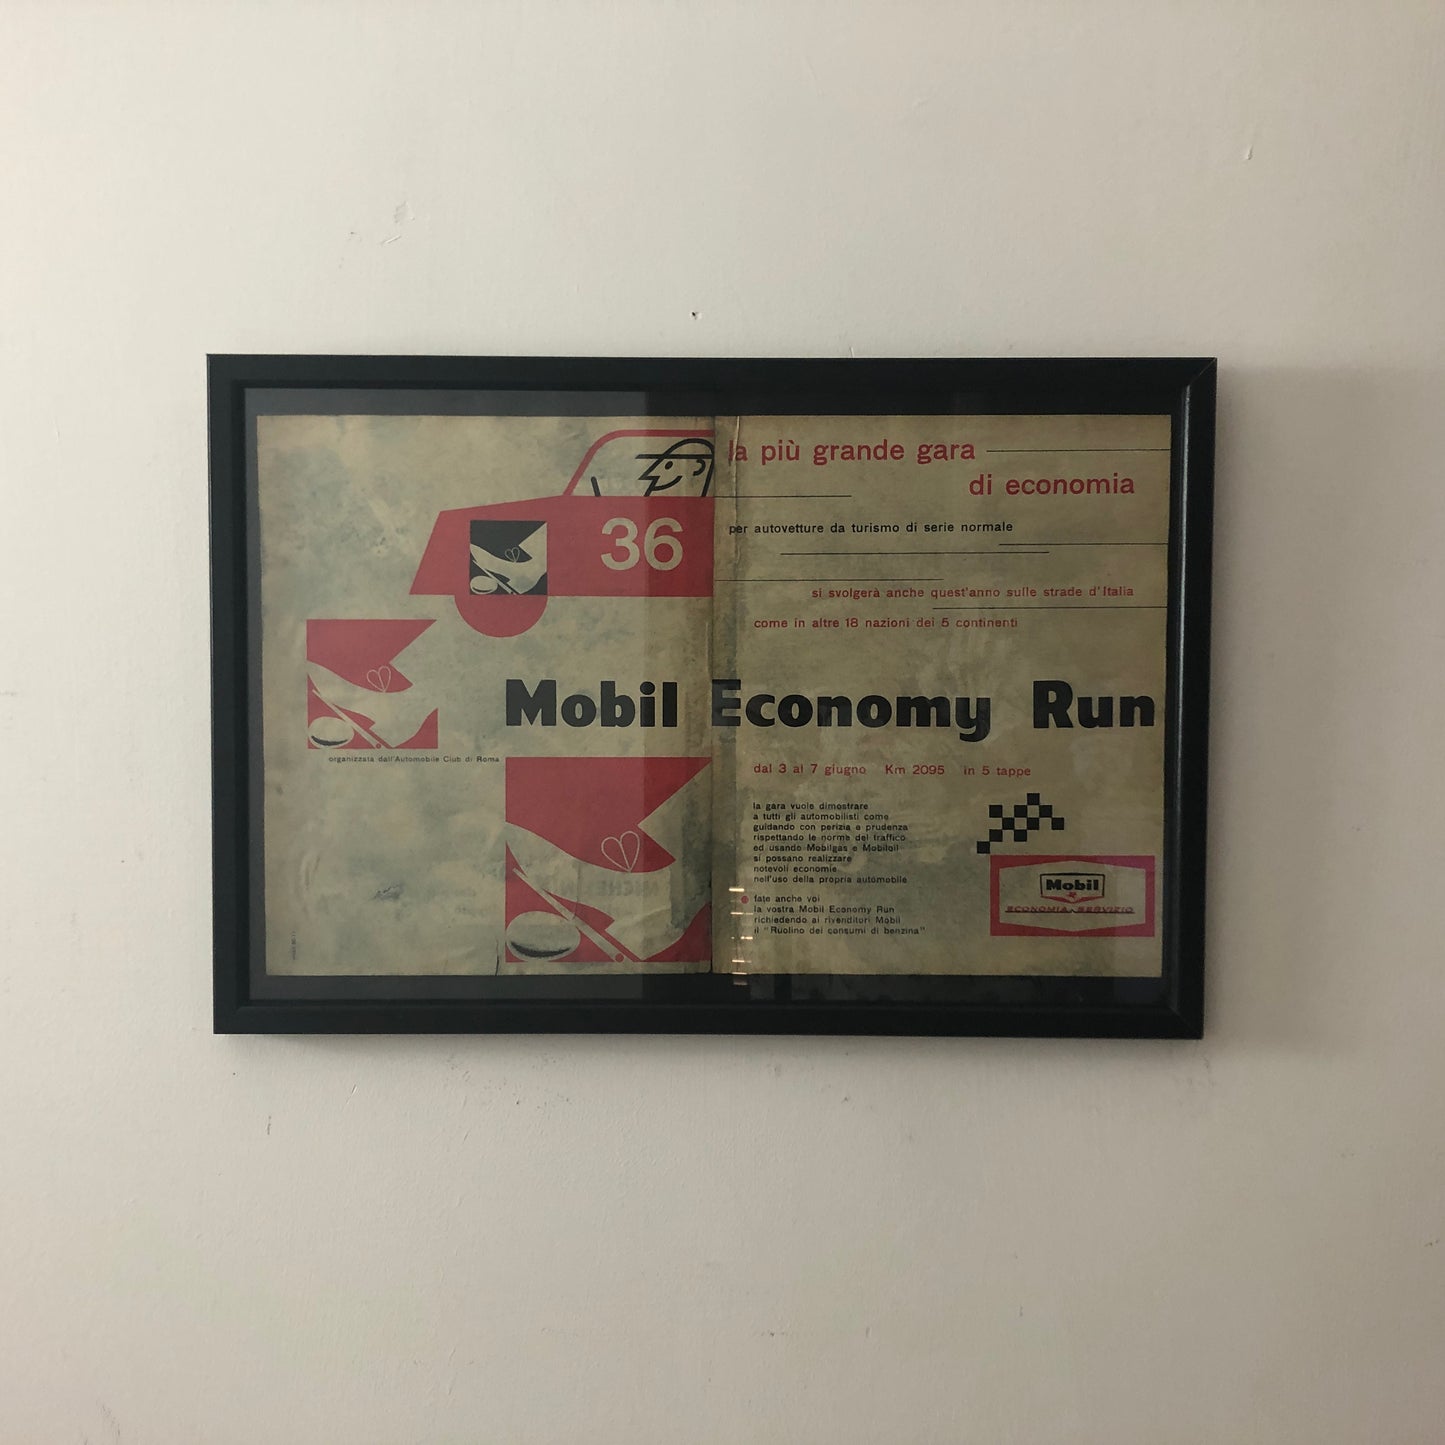 la più grande gara
di economia
36
per autovetture da turismo di serie normale
si svolgerà anche quest'anno sulle strade d'Italia
come in altre 18 nazioni dei 5 continenti
Mobil Economy Run
organizzata dall'Automobile Club di Roma
dal 3 al 7 giugno Km 2095 in 5 tappe
la gara vuole dimostrare
a tutti gli automobilisti come
guidando con perizia e prudenza
rispettando le norme del traffico
ed usando Mobilgas e Mobiloil
si possano realizzare
notevoli economie
nell'uso della propria automobile
fate anche voi
la vostra Mobil Economy Run
richiedendo ai rivenditori Mobil
il "Ruolino dei consumi di benzina"
Mobil
ECONOMIA SERVIZIO